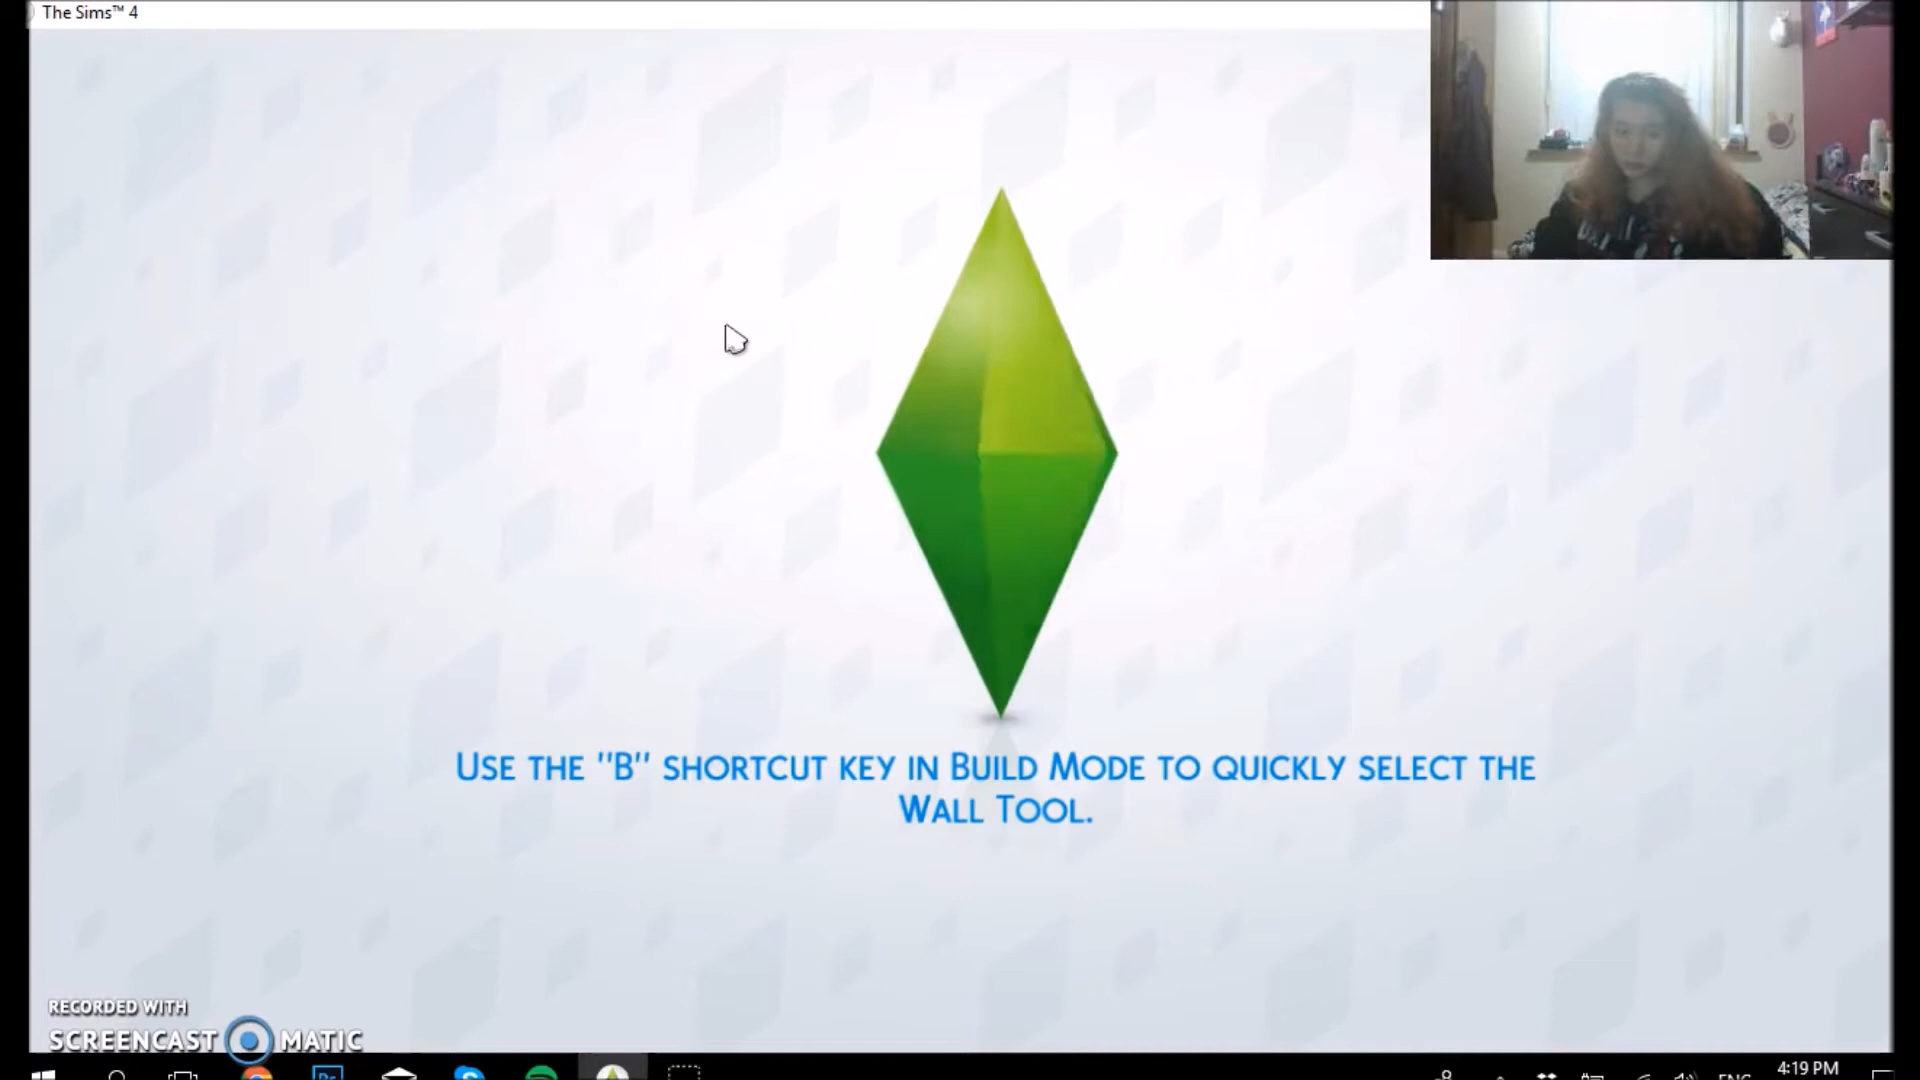 The Sims™ 4
USE THE "B" SHORTCUT KEY IN BUILD MODE TO QUICKLY SELECT THE
WALL TOOL.
RECORDED WITH
SCREENCAST MATIC
4:19 PM
ENG